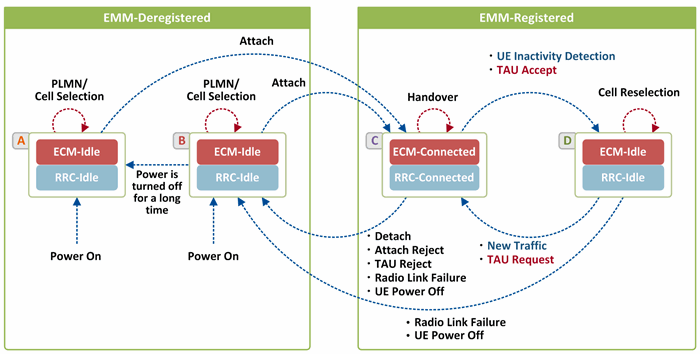 EMM-Deregistered
EMM-Registered
Attach
PLMN/
Cell Selection
PLMN/
Cell Selection
Attach
Handover
· UE Inactivity Detection
· TAU Accept
Cell Reselection
A
ECM-Idle
RRC-Idle
B
ECM-Idle
RRC-Idle
C
ECM-Connected
RRC-Connected
D
ECM-Idle
RRC-Idle
Power is
turned off
for a long
time
Power On
Power On
· Detach
· Attach Reject
· TAU Reject
· Radio Link Failure
· UE Power Off
· New Traffic
· TAU Request
· Radio Link Failure
· UE Power Off